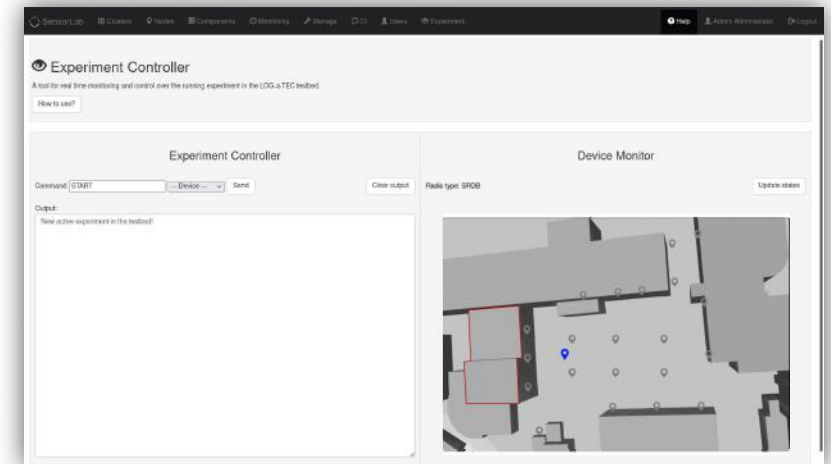 SensorLab Clusters Nodes Components Monitoring Manage CI Users Experiment Help Admin Administrator Logout
Experiment Controller
A tool for real time monitoring and control over the running experiment in the LOG-a-TEC testbed.
How to use?
Experiment Controller
Device Monitor
Command: START --- Device --- Send Clear output
Radio type: SRDB Update states
Output:
New active experiment in the testbed!